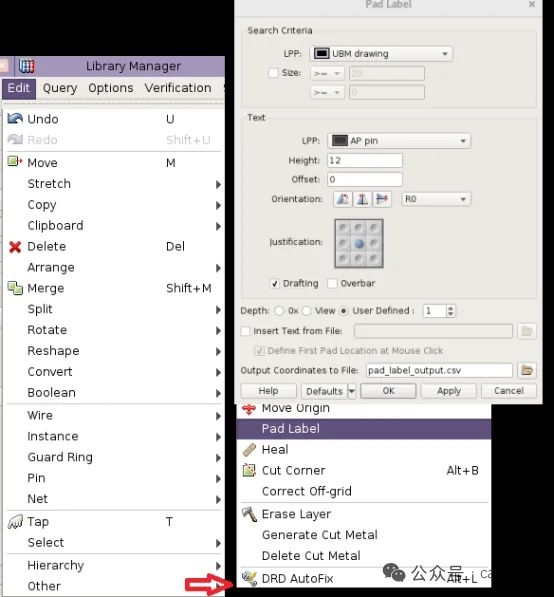 Library Manager
Edit Query Options Verification
Undo U
Redo Shift+U
Move M
Stretch
Copy
Clipboard
Delete Del
Arrange
Merge Shift+M
Split
Rotate
Reshape
Convert
Boolean
Wire
Instance
Guard Ring
Pin
Net
Tap T
Select
Hierarchy
Other
Pad Label
Search Criteria
LPP: UBM drawing
Size: >= 20
>= 0
Text
LPP: AP pin
Height: 12
Offset: 0
Orientation: R0
Justification:
Drafting Overbar
Depth: 0x View User Defined : 1
Insert Text from File:
Define First Pad Location at Mouse Click
Output Coordinates to File: pad_label_output.csv
Help Defaults OK Apply Cancel
Move Origin
Pad Label
Heal
Cut Corner Alt+B
Correct Off-grid
Erase Layer
Generate Cut Metal
Delete Cut Metal
DRD AutoFix Alt+L
公众号